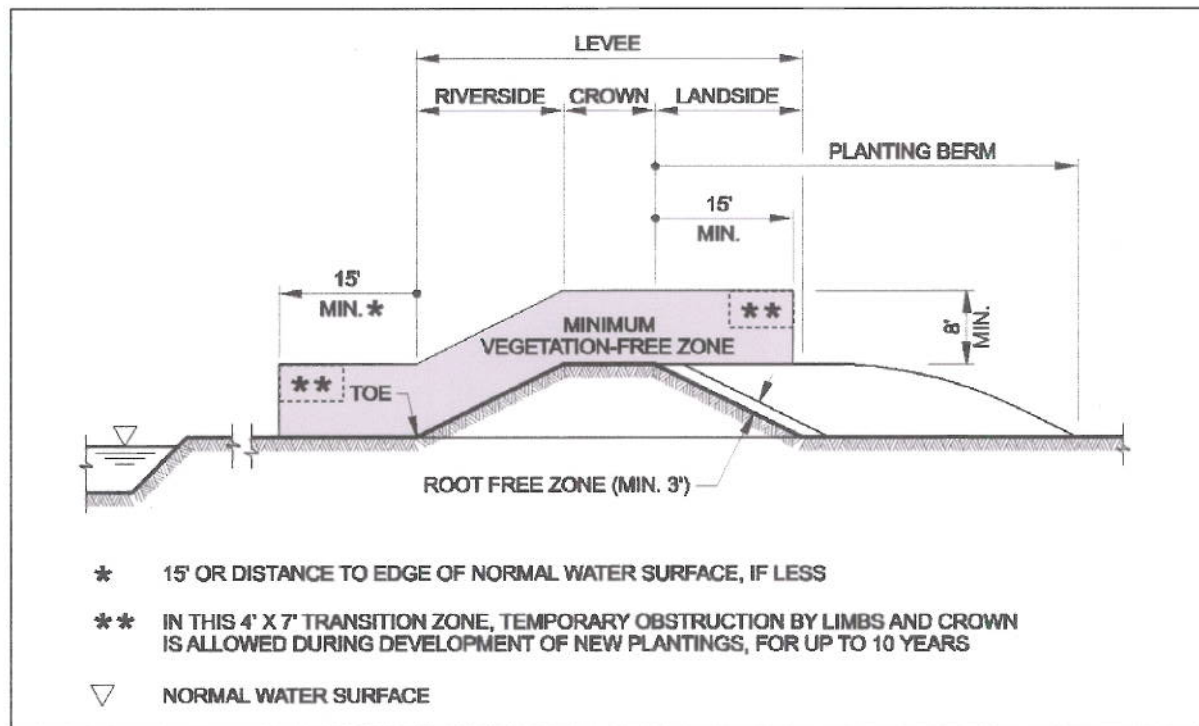 LEVEE
RIVERSIDE CROWN LANDSIDE
PLANTING BERM
15'
MIN.
15'
MIN. *
**
8'
MIN.
MINIMUM
VEGETATION-FREE ZONE
**
TOE
ROOT FREE ZONE (MIN. 3')
* 15' OR DISTANCE TO EDGE OF NORMAL WATER SURFACE, IF LESS
** IN THIS 4' X 7' TRANSITION ZONE, TEMPORARY OBSTRUCTION BY LIMBS AND CROWN
IS ALLOWED DURING DEVELOPMENT OF NEW PLANTINGS, FOR UP TO 10 YEARS
▽ NORMAL WATER SURFACE